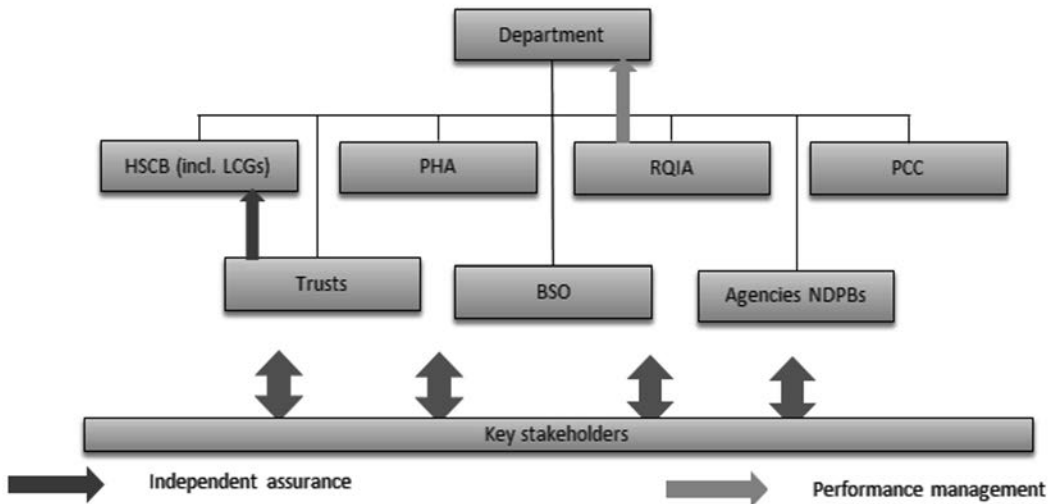 Department
HSCB (incl. LCGs)
PHA
RQIA
PCC
Trusts
BSO
Agencies NDPBs
Key stakeholders
Independent assurance
Performance management